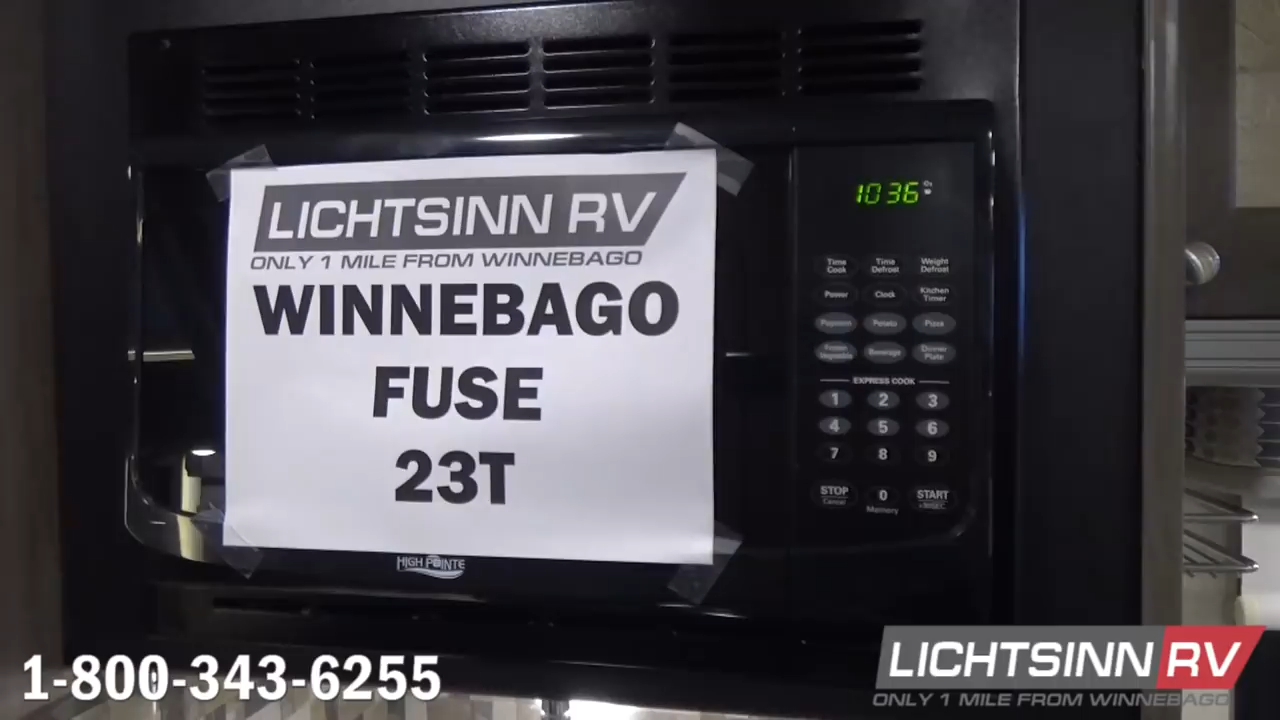 LICHTSINN RV
ONLY 1 MILE FROM WINNEBAGO
WINNEBAGO
FUSE
23T
HIGH POINTE
1036
Time Cook Time Defrost Weight Defrost
Power Clock Kitchen Timer
Popcorn Potato Pizza
Frozen Vegetable Beverage Dinner Plate
EXPRESS COOK
1 2 3
4 5 6
7 8 9
STOP 0 START
Cancel Memory +30SEC
1-800-343-6255
LICHTSINN RV
ONLY 1 MILE FROM WINNEBAGO